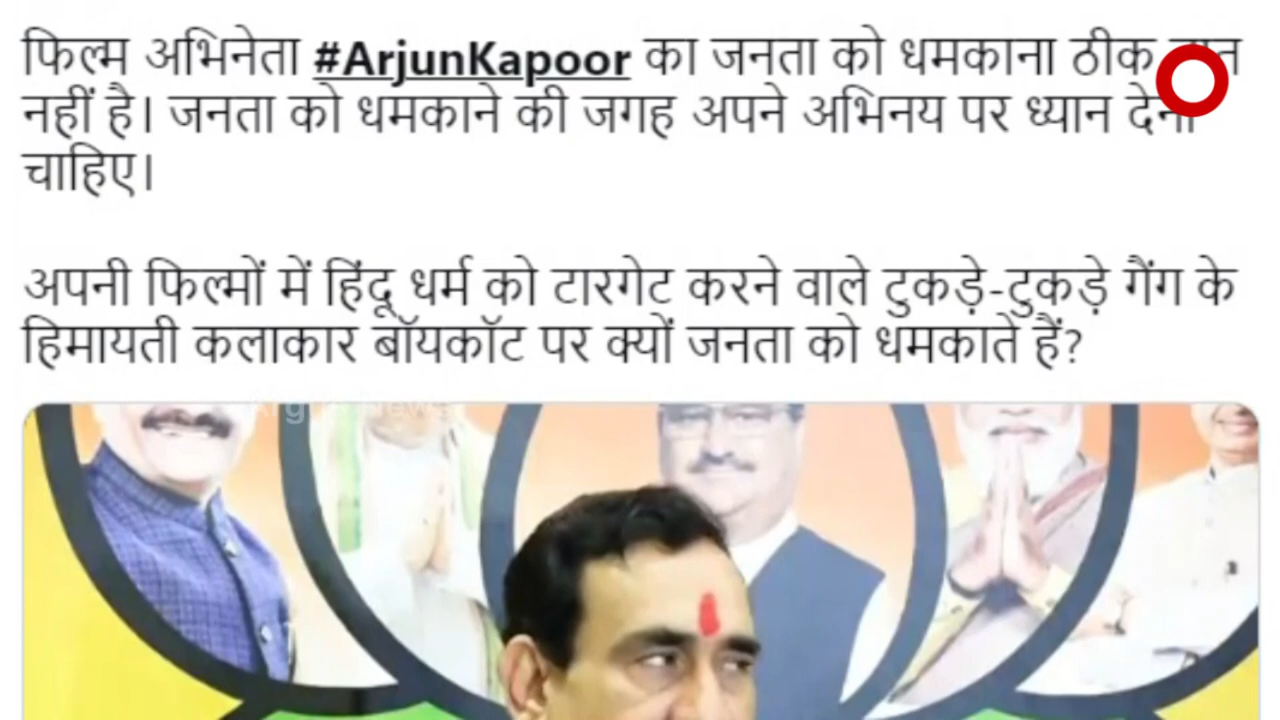 फिल्म अभिनेता #ArjunKapoor का जनता को धमकाना ठीक
नहीं है। जनता को धमकाने की जगह अपने अभिनय पर ध्यान देना
चाहिए।
अपनी फिल्मों में हिंदू धर्म को टारगेट करने वाले टुकड़े-टुकड़े गैंग के
हिमायती कलाकार बॉयकॉट पर क्यों जनता को धमकाते हैं?